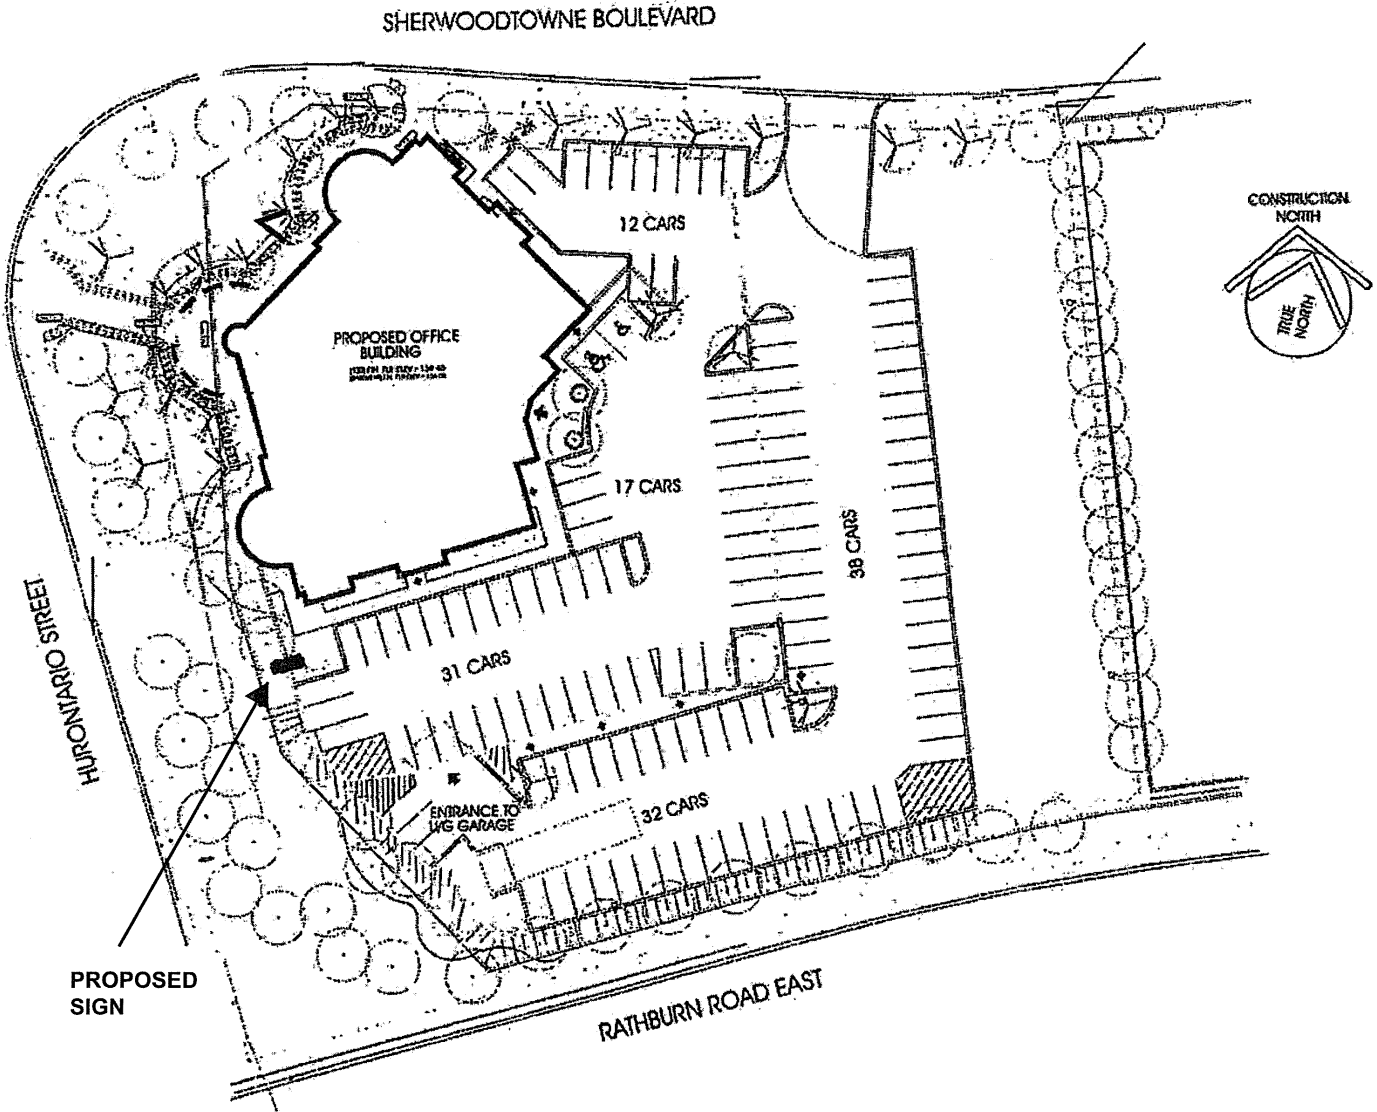 SHERWOODTOWNE BOULEVARD
CONSTRUCTION
NORTH
TRUE
NORTH
12 CARS
PROPOSED OFFICE
BUILDING
17 CARS
38 CARS
31 CARS
HURONTARIO STREET
ENTRANCE TO
U/G GARAGE
32 CARS
PROPOSED
SIGN
RATHBURN ROAD EAST